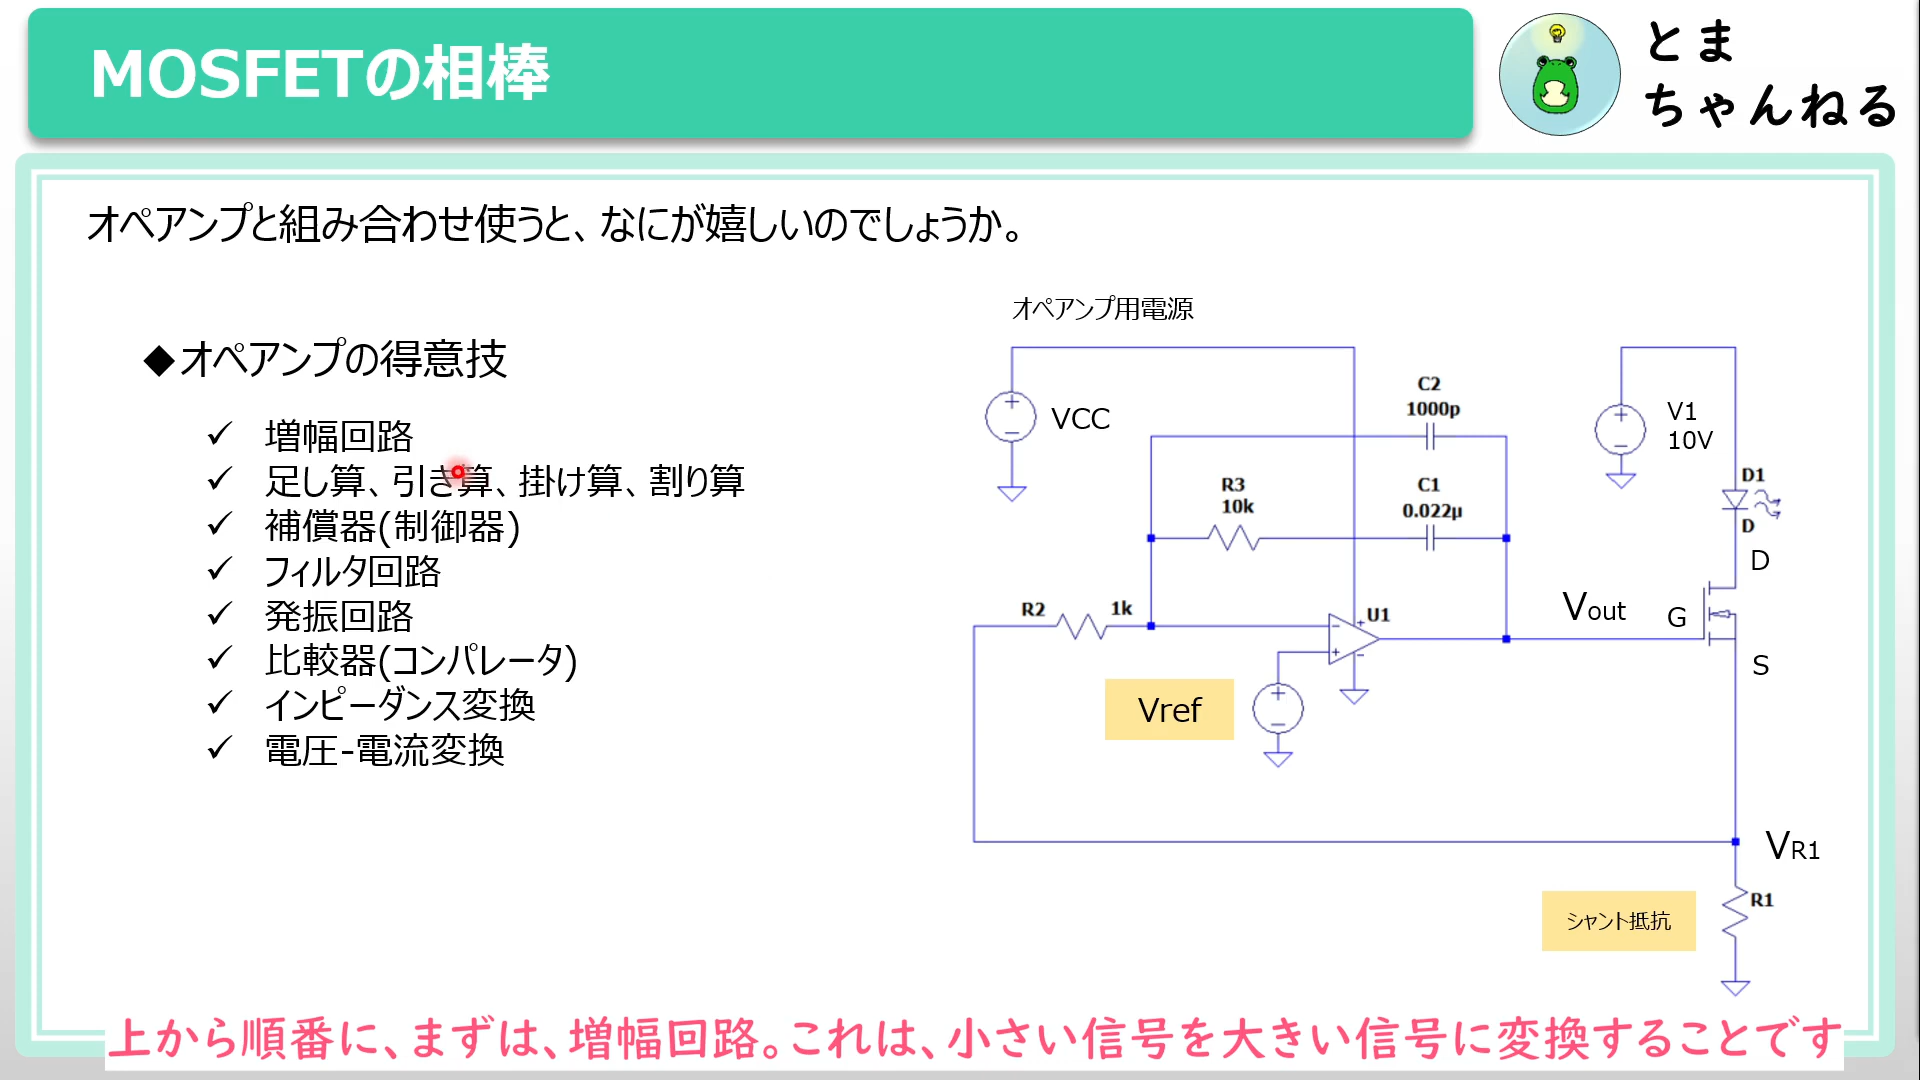 MOSFETの相棒
とま
ちゃんねる
オペアンプと組み合わせ使うと、なにが嬉しいのでしょうか。
オペアンプ用電源
◆オペアンプの得意技
✓ 増幅回路
✓ 足し算、引き算、掛け算、割り算
✓ 補償器(制御器)
✓ フィルタ回路
✓ 発振回路
✓ 比較器(コンパレータ)
✓ インピーダンス変換
✓ 電圧-電流変換
VCC
C2
1000p
R3
10k
C1
0.022µ
V1
10V
D1
D
D
R2
1k
U1
Vout
G
S
Vref
VR1
R1
シャント抵抗
上から順番に、まずは、増幅回路。これは、小さい信号を大きい信号に変換することです